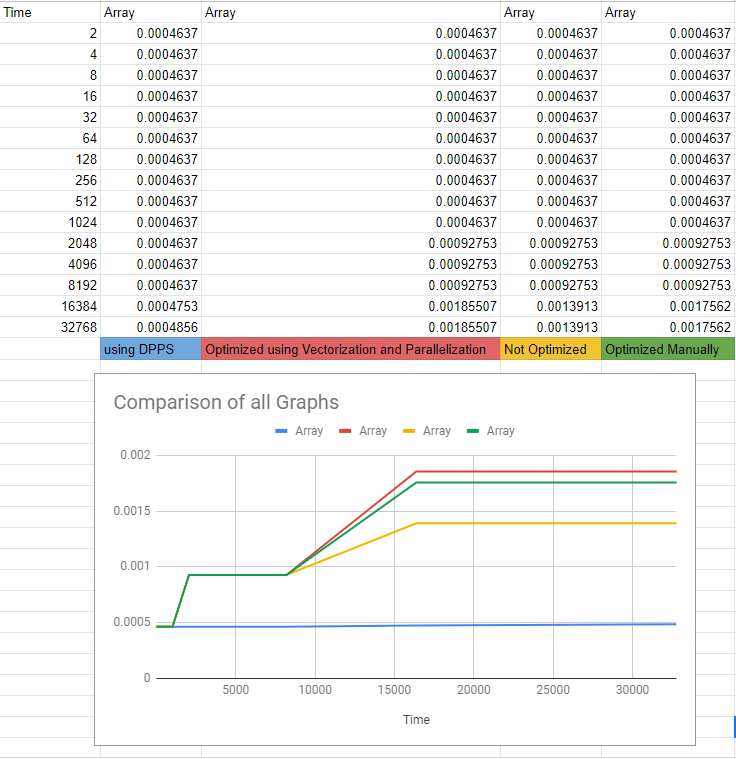 Time Array Array Array Array
2 0.0004637 0.0004637 0.0004637 0.0004637
4 0.0004637 0.0004637 0.0004637 0.0004637
8 0.0004637 0.0004637 0.0004637 0.0004637
16 0.0004637 0.0004637 0.0004637 0.0004637
32 0.0004637 0.0004637 0.0004637 0.0004637
64 0.0004637 0.0004637 0.0004637 0.0004637
128 0.0004637 0.0004637 0.0004637 0.0004637
256 0.0004637 0.0004637 0.0004637 0.0004637
512 0.0004637 0.0004637 0.0004637 0.0004637
1024 0.0004637 0.0004637 0.0004637 0.0004637
2048 0.0004637 0.00092753 0.00092753 0.00092753
4096 0.0004637 0.00092753 0.00092753 0.00092753
8192 0.0004637 0.00092753 0.00092753 0.00092753
16384 0.0004753 0.00185507 0.0013913 0.0017562
32768 0.0004856 0.00185507 0.0013913 0.0017562
using DPPS Optimized using Vectorization and Parallelization Not Optimized Optimized Manually
Comparison of all Graphs
Array Array Array Array
0.002
0.0015
0.001
0.0005
0
5000 10000 15000 20000 25000 30000
Time